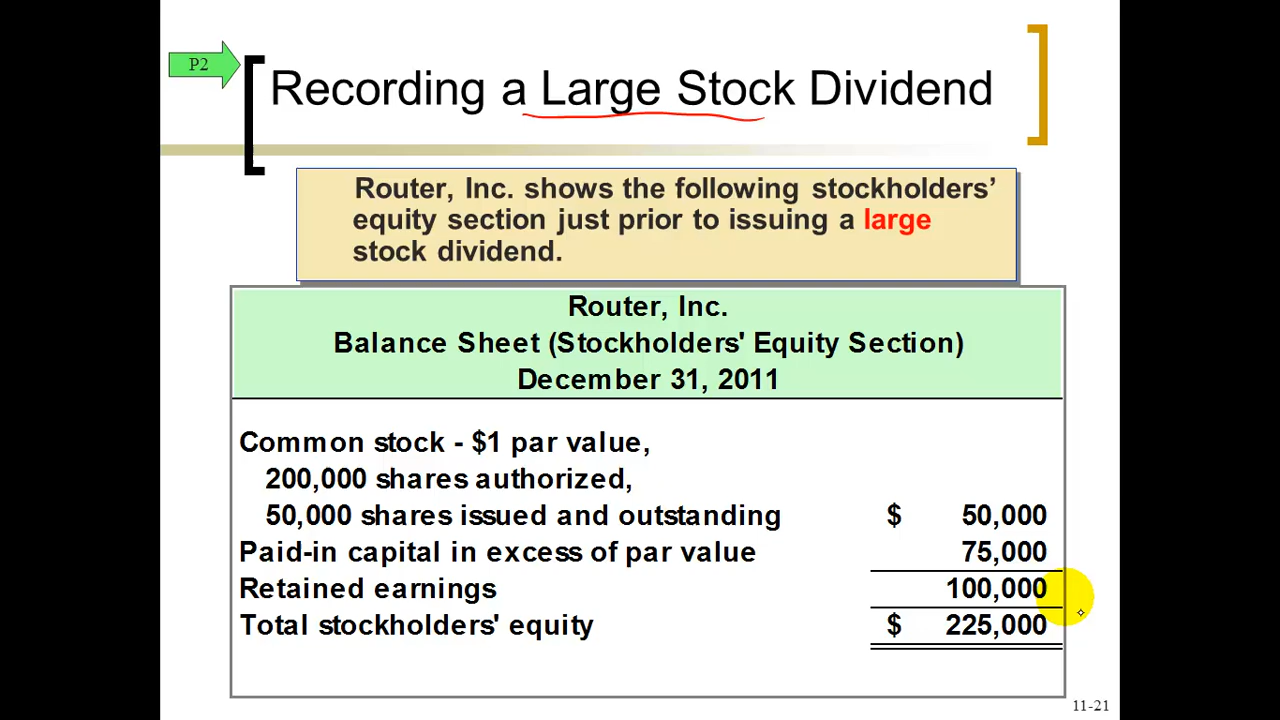 P2
Recording a Large Stock Dividend
Router, Inc. shows the following stockholders’
equity section just prior to issuing a large
stock dividend.
Router, Inc.
Balance Sheet (Stockholders' Equity Section)
December 31, 2011
Common stock - $1 par value,
200,000 shares authorized,
50,000 shares issued and outstanding $ 50,000
Paid-in capital in excess of par value 75,000
Retained earnings 100,000
Total stockholders' equity $ 225,000
11-21